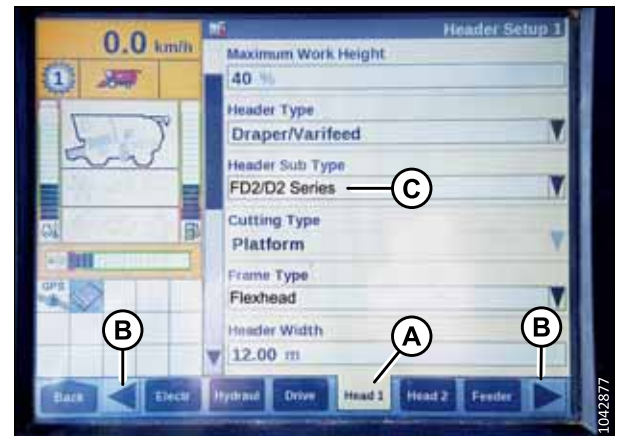 0.0 km/h
Header Setup 1
Maximum Work Height
40 %
1
Header Type
Draper/Varifeed
Header Sub Type
FD2/D2 Series
C
Cutting Type
Platform
Frame Type
GPS
Flexhead
Header Width
12.00 m
B
A
B
Back
Electr
Hydraul
Drive
Head 1
Head 2
Feeder
1042877